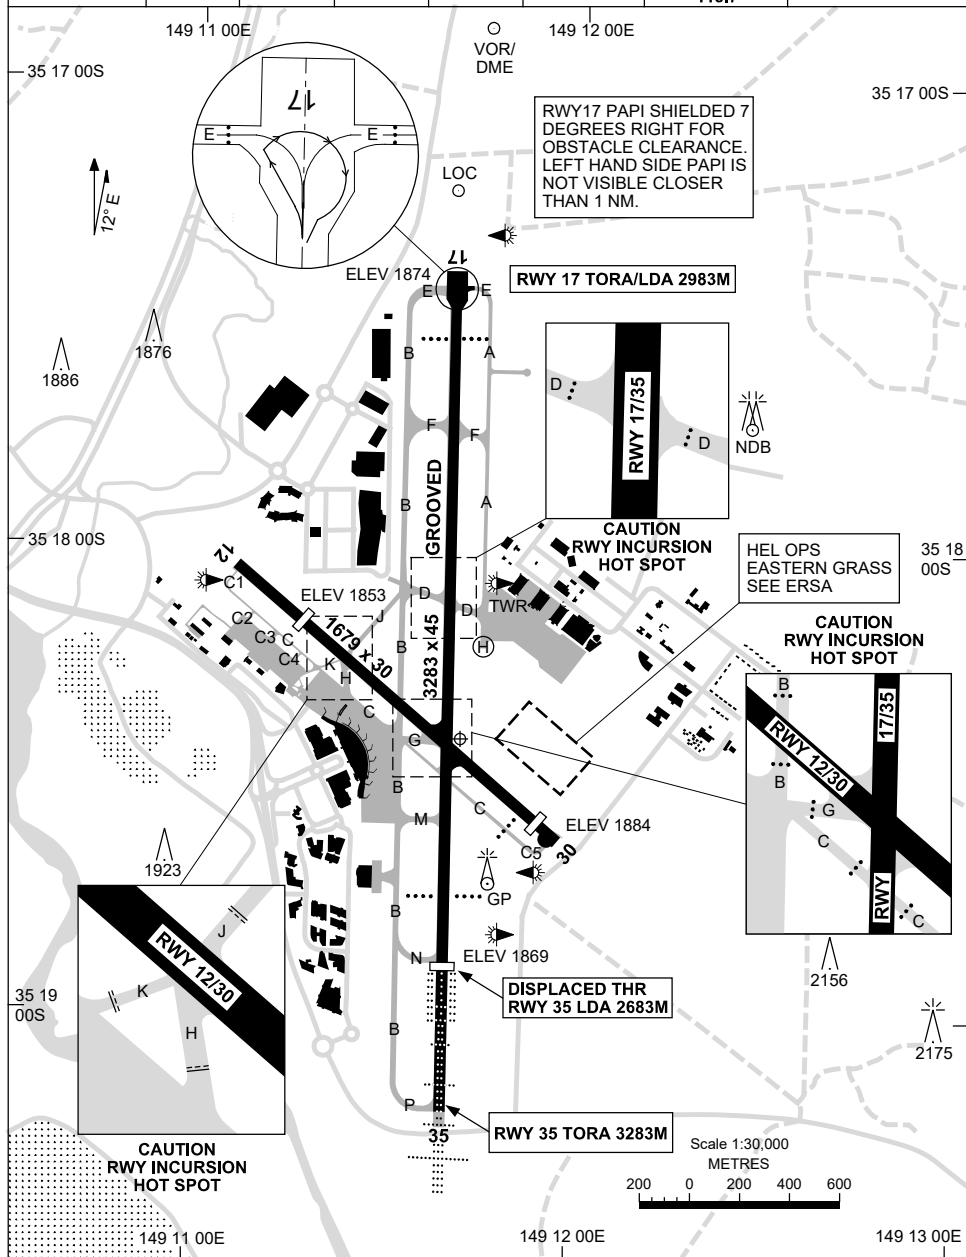 149 11 00E
149 12 00E
VOR/
DME
35 17 00S
35 17 00S
RWY17 PAPI SHIELDED 7
DEGREES RIGHT FOR
OBSTACLE CLEARANCE.
LEFT HAND SIDE PAPI IS
NOT VISIBLE CLOSER
THAN 1 NM.
17
E
E
LOC
12° E
17
ELEV 1874
RWY 17 TORA/LDA 2983M
E
E
1876
1886
B
A
D
RWY 17/35
D
NDB
F
F
GROOVED
B
A
CAUTION
RWY INCURSION
HOT SPOT
35 18 00S
HEL OPS
EASTERN GRASS
SEE ERSA
35 18
00S
12
C1
ELEV 1853
D
D
TWR
C2
J
C3
C
C4
1679 x 30
K
H
B
3283 x 45
H
CAUTION
RWY INCURSION
HOT SPOT
B
17/35
RWY 12/30
B
G
C
RWY
C
C
G
B
C
M
ELEV 1884
C5
30
1923
GP
B
ELEV 1869
N
2156
J
RWY 12/30
K
H
35 19
00S
DISPLACED THR
RWY 35 LDA 2683M
B
2175
P
35
RWY 35 TORA 3283M
CAUTION
RWY INCURSION
HOT SPOT
Scale 1:30,000
METRES
200 0 200 400 600
149 11 00E
149 12 00E
149 13 00E